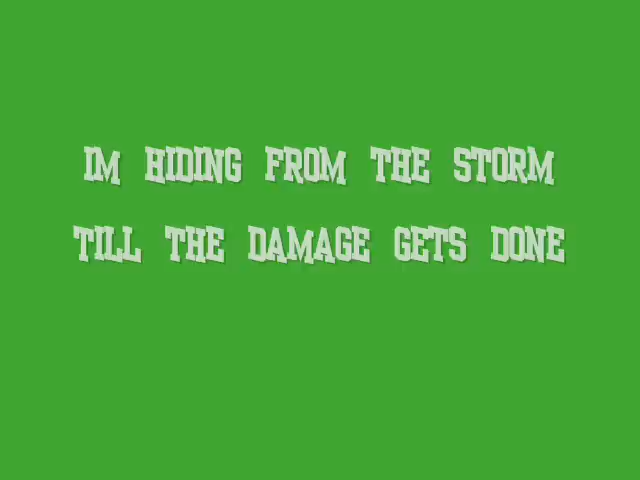 IM HIDING FROM THE STORM
TILL THE DAMAGE GETS DONE